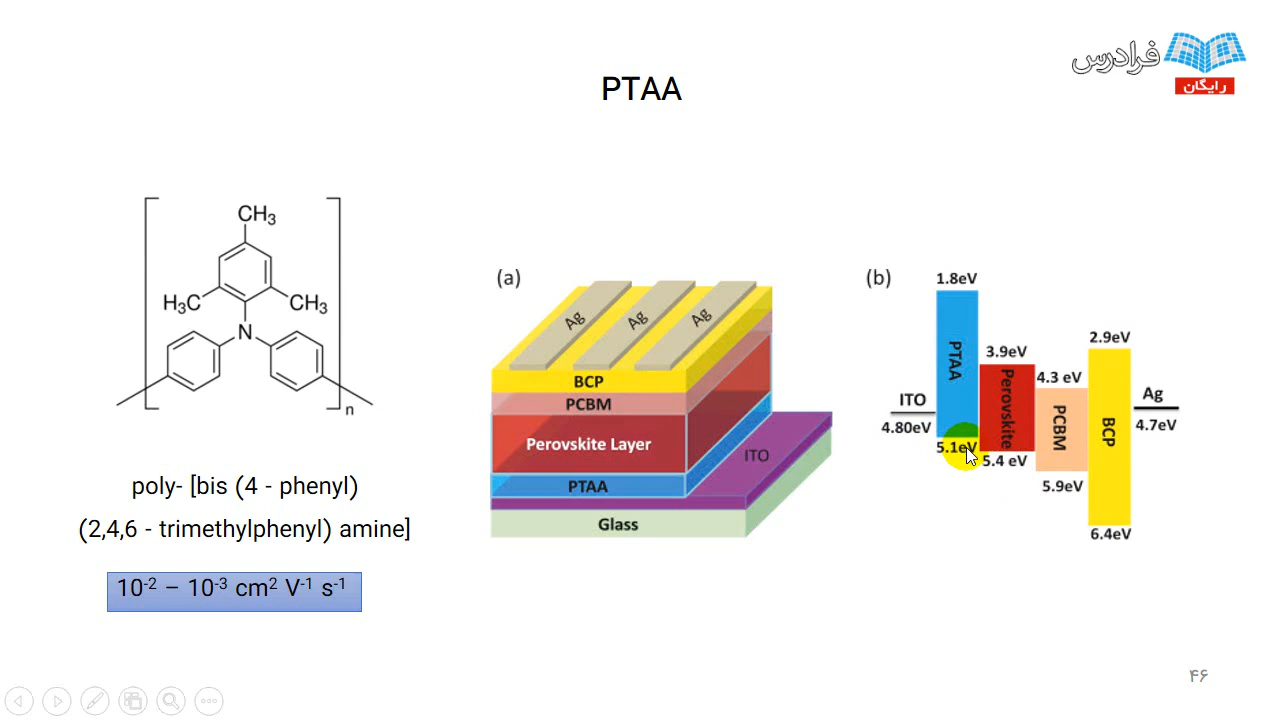 فرادرس
رایگان
PTAA
CH₃
H₃C
CH₃
N
n
poly- [bis (4 - phenyl)
(2,4,6 - trimethylphenyl) amine]
10⁻² – 10⁻³ cm² V⁻¹ s⁻¹
(a)
Ag
Ag
Ag
BCP
PCBM
Perovskite Layer
PTAA
ITO
Glass
(b)
1.8eV
PTAA
5.1eV
ITO
4.80eV
3.9eV
Perovskite
5.4 eV
4.3 eV
PCBM
5.9eV
2.9eV
BCP
6.4eV
Ag
4.7eV
۴۶